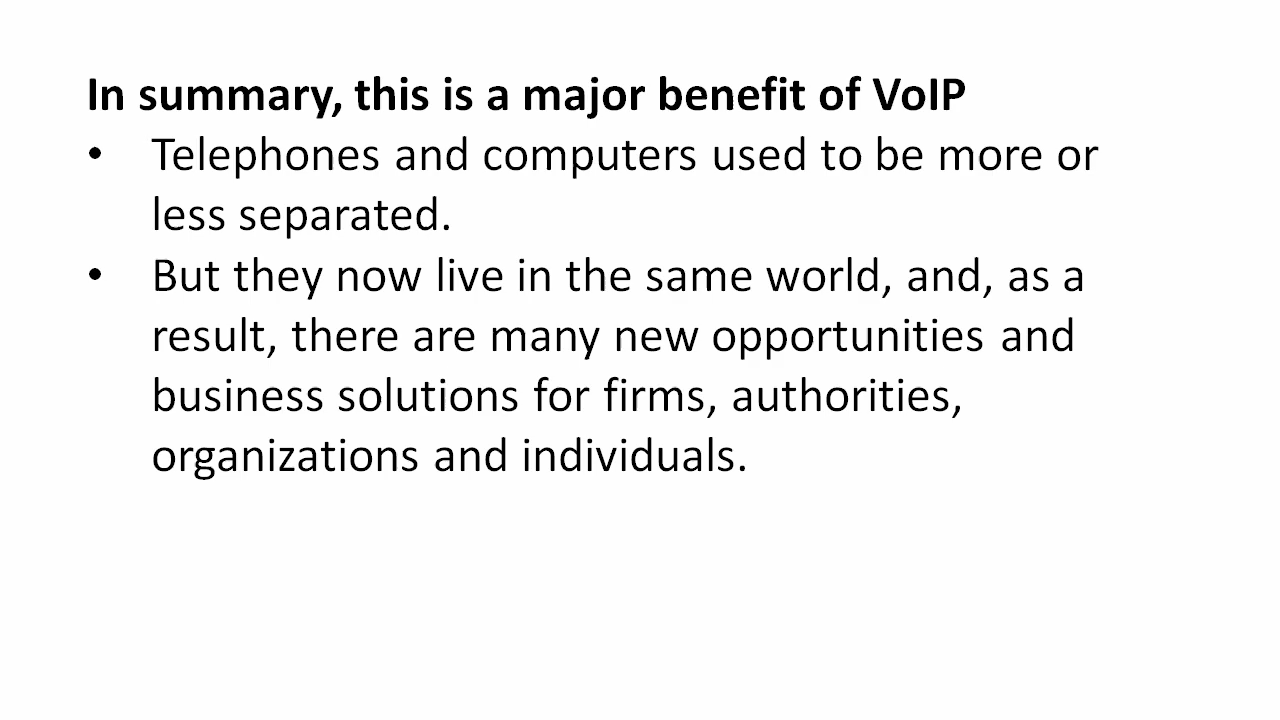 In summary, this is a major benefit of VoIP
• Telephones and computers used to be more or
less separated.
• But they now live in the same world, and, as a
result, there are many new opportunities and
business solutions for firms, authorities,
organizations and individuals.